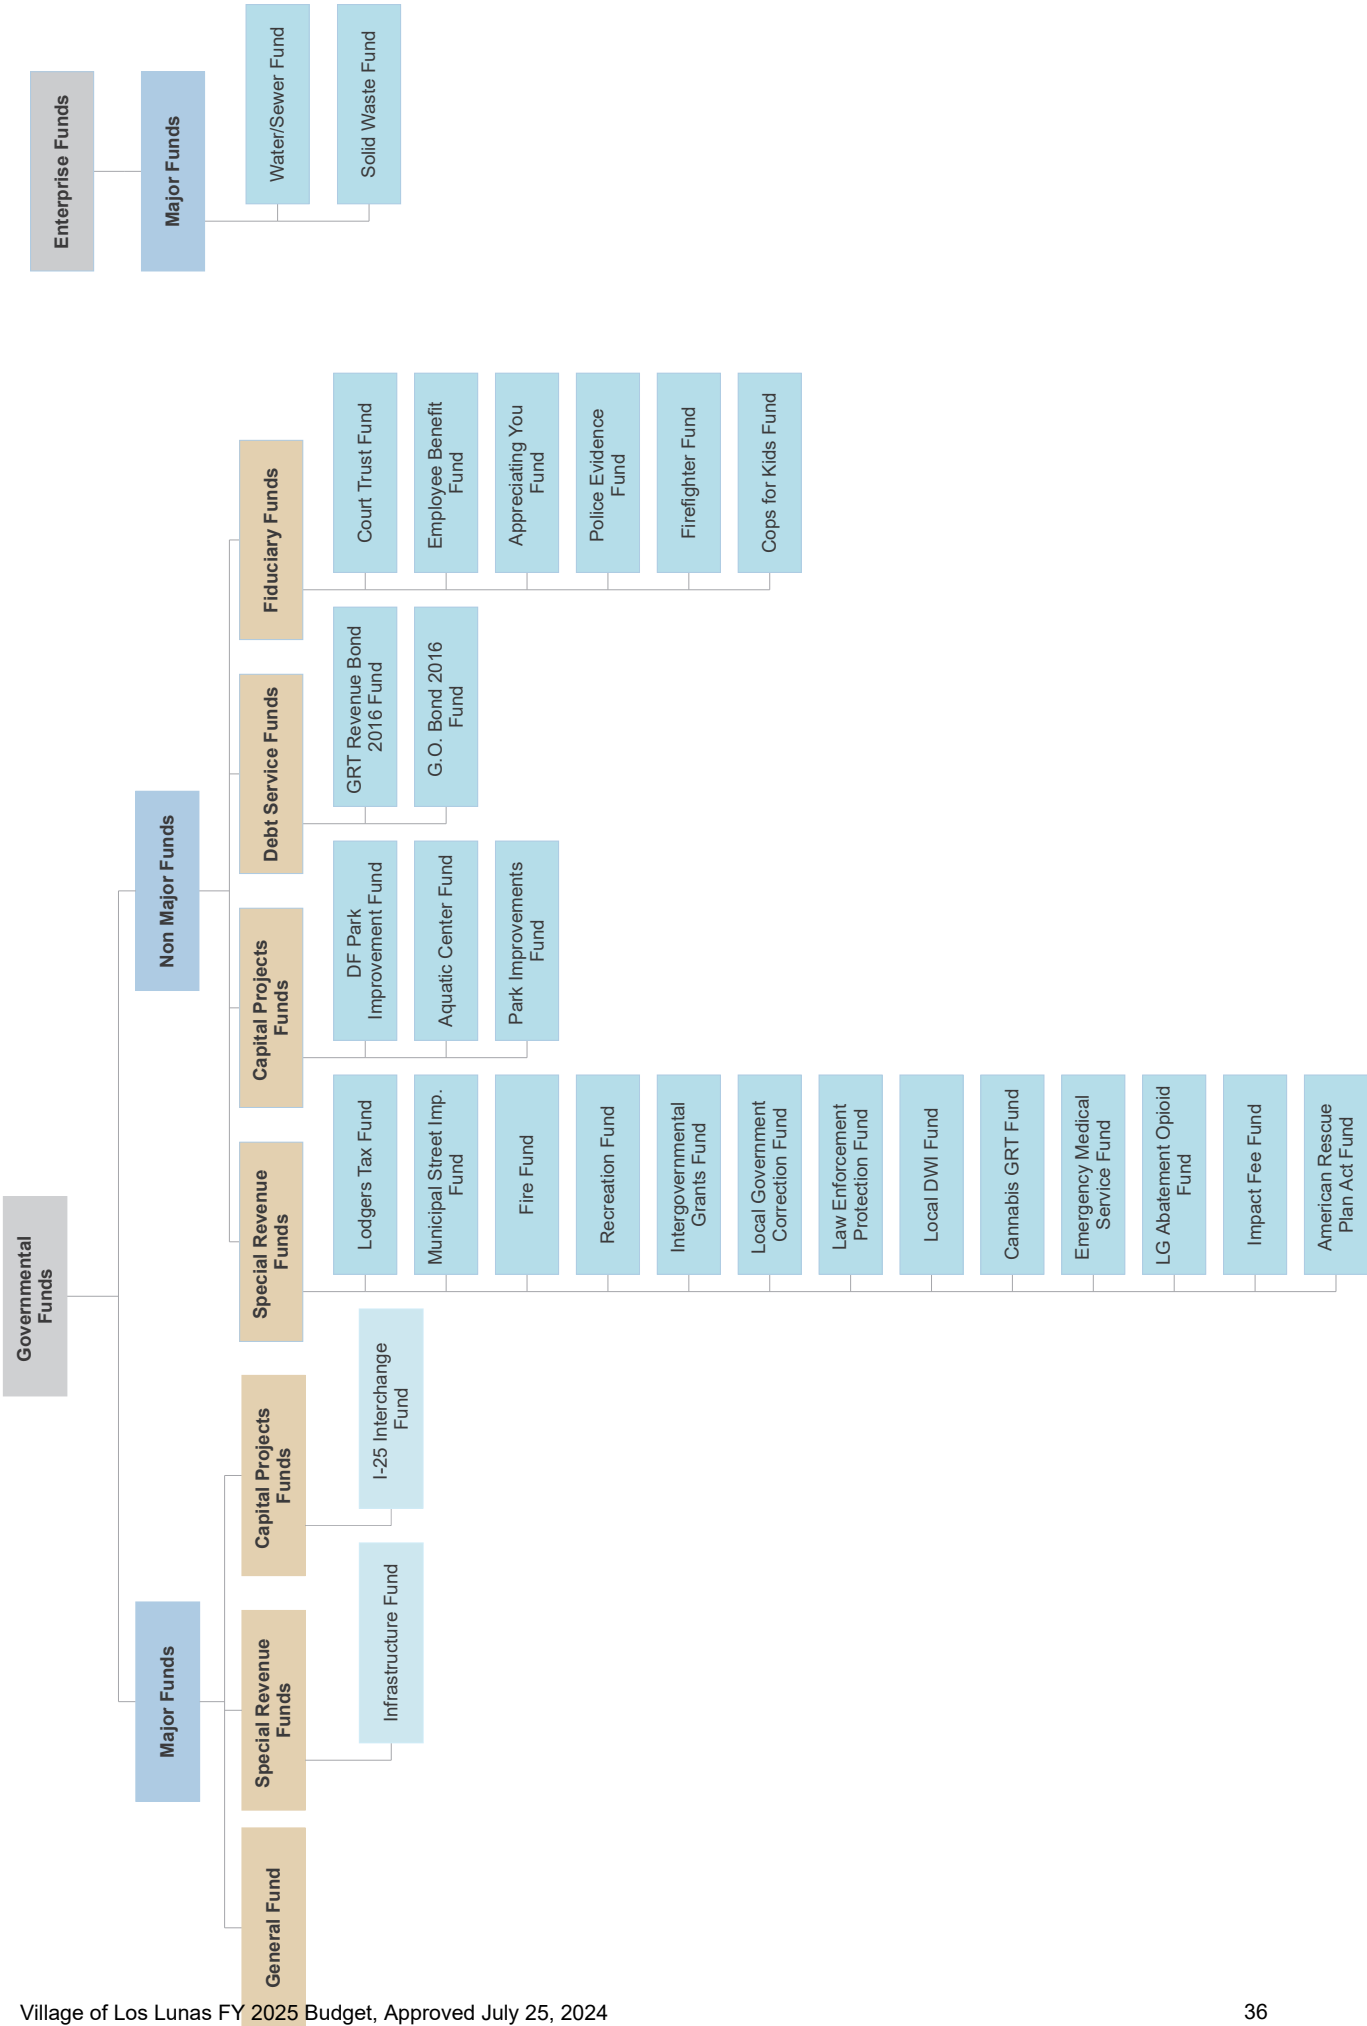 Governmental
Funds
Major Funds
General Fund
Special Revenue
Funds
Infrastructure Fund
Capital Projects
Funds
I-25 Interchange
Fund
Non Major Funds
Special Revenue
Funds
Lodgers Tax Fund
Municipal Street Imp.
Fund
Fire Fund
Recreation Fund
Intergovernmental
Grants Fund
Local Government
Correction Fund
Law Enforcement
Protection Fund
Local DWI Fund
Cannabis GRT Fund
Emergency Medical
Service Fund
LG Abatement Opioid
Fund
Impact Fee Fund
American Rescue
Plan Act Fund
Capital Projects
Funds
DF Park
Improvement Fund
Aquatic Center Fund
Park Improvements
Fund
Debt Service Funds
GRT Revenue Bond
2016 Fund
G.O. Bond 2016
Fund
Fiduciary Funds
Court Trust Fund
Employee Benefit
Fund
Appreciating You
Fund
Police Evidence
Fund
Firefighter Fund
Cops for Kids Fund
Enterprise Funds
Major Funds
Water/Sewer Fund
Solid Waste Fund
Village of Los Lunas FY 2025 Budget, Approved July 25, 2024
36